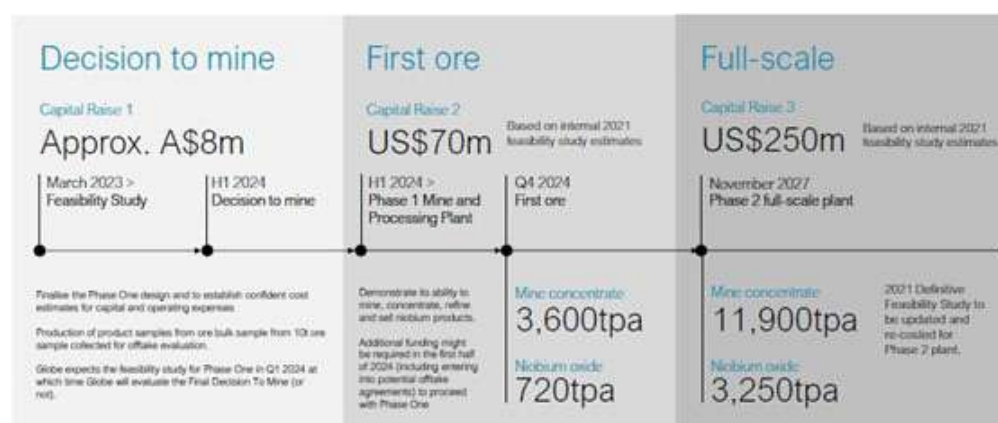 Decision to mine
Capital Raise 1
Approx. A$8m
March 2023 >
Feasibility Study
H1 2024
Decision to mine
Finalise the Phase One design and to establish confident cost
estimates for capital and operating expenses
Production of product samples from ore bulk sample from 10t ore
sample collected for offtake evaluation.
Globe expects the feasibility study for Phase One in Q1 2024 at
which time Globe will evaluate the Final Decision To Mine (or
not).
First ore
Capital Raise 2
US$70m
Based on internal 2021
feasibility study estimates
H1 2024 >
Phase 1 Mine and
Processing Plant
Q4 2024
First ore
Demonstrate its ability to
mine, concentrate, refine
and sell niobium products.
Additional funding might
be required in the first half
of 2024 (including entering
into potential offtake
agreements) to proceed
with Phase One
Mine concentrate
3,600tpa
Niobium oxide
720tpa
Full-scale
Capital Raise 3
US$250m
Based on internal 2021
feasibility study estimates
November 2027
Phase 2 full-scale plant
Mine concentrate
11,900tpa
Niobium oxide
3,250tpa
2021 Definitive
Feasibility Study to
be updated and
re-costed for
Phase 2 plant.